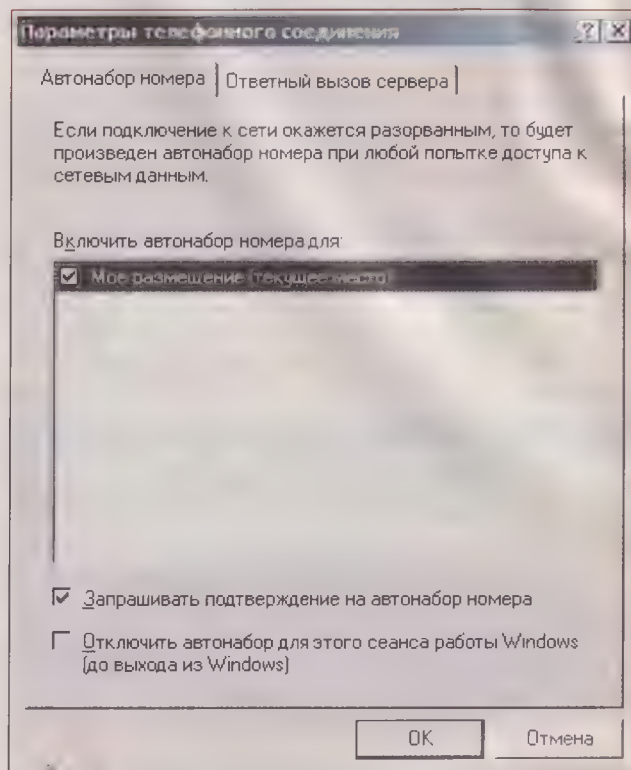 Параметры телефонного соединения
Автонабор номера
Ответный вызов сервера
Если подключение к сети окажется разорванным, то будет
произведен автонабор номера при любой попытке доступа к
сетевым данным.
Включить автонабор номера для:
Мое размещение (текущее место)
Запрашивать подтверждение на автонабор номера
Отключить автонабор для этого сеанса работы Windows
(до выхода из Windows)
OK
Отмена